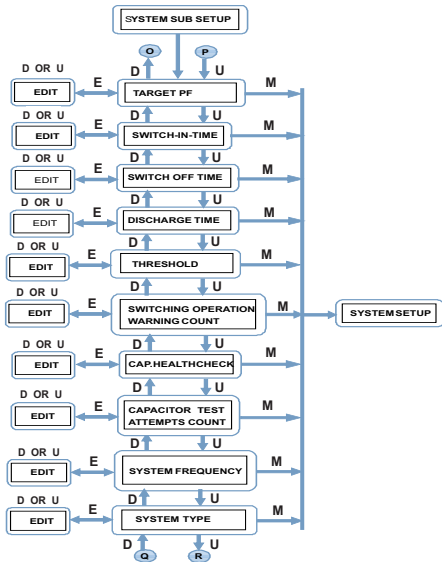 SYSTEM SUB SETUP
O P
D U
D OR U
EDIT E TARGET PF M
D U
D OR U
EDIT E SWITCH-IN-TIME M
D U
D OR U
EDIT E SWITCH OFF TIME M
D U
D OR U
EDIT E DISCHARGE TIME M
D U
D OR U
EDIT E THRESHOLD M
D U
D OR U
EDIT E SWITCHING OPERATION M SYSTEM SETUP
WARNING COUNT
D U
D OR U
EDIT E CAP.HEALTHCHECK M
D U
D OR U
EDIT E CAPACITOR TEST M
ATTEMPTS COUNT
D U
D OR U
EDIT E SYSTEM FREQUENCY M
D U
D OR U
EDIT E SYSTEM TYPE M
D U
Q R